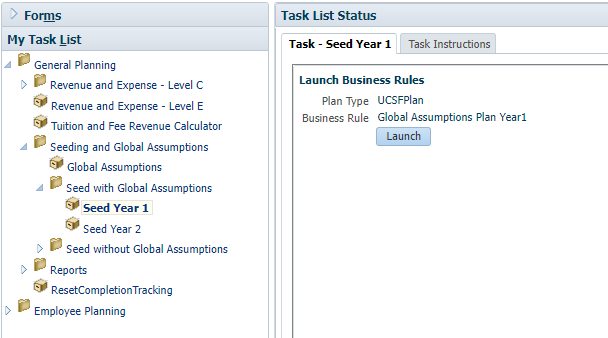 Forms
My Task List
General Planning
Revenue and Expense - Level C
Revenue and Expense - Level E
Tuition and Fee Revenue Calculator
Seeding and Global Assumptions
Global Assumptions
Seed with Global Assumptions
Seed Year 1
Seed Year 2
Seed without Global Assumptions
Reports
ResetCompletionTracking
Employee Planning
Task List Status
Task - Seed Year 1
Task Instructions
Launch Business Rules
Plan Type UCSFPlan
Business Rule Global Assumptions Plan Year1
Launch